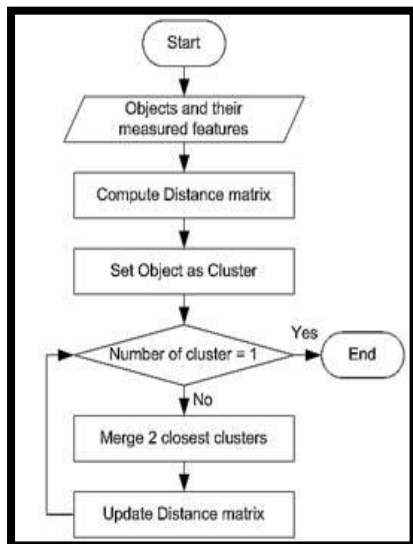 Start
Objects and their
measured features
Compute Distance matrix
Set Object as Cluster
Number of cluster = 1
Yes
End
No
Merge 2 closest clusters
Update Distance matrix